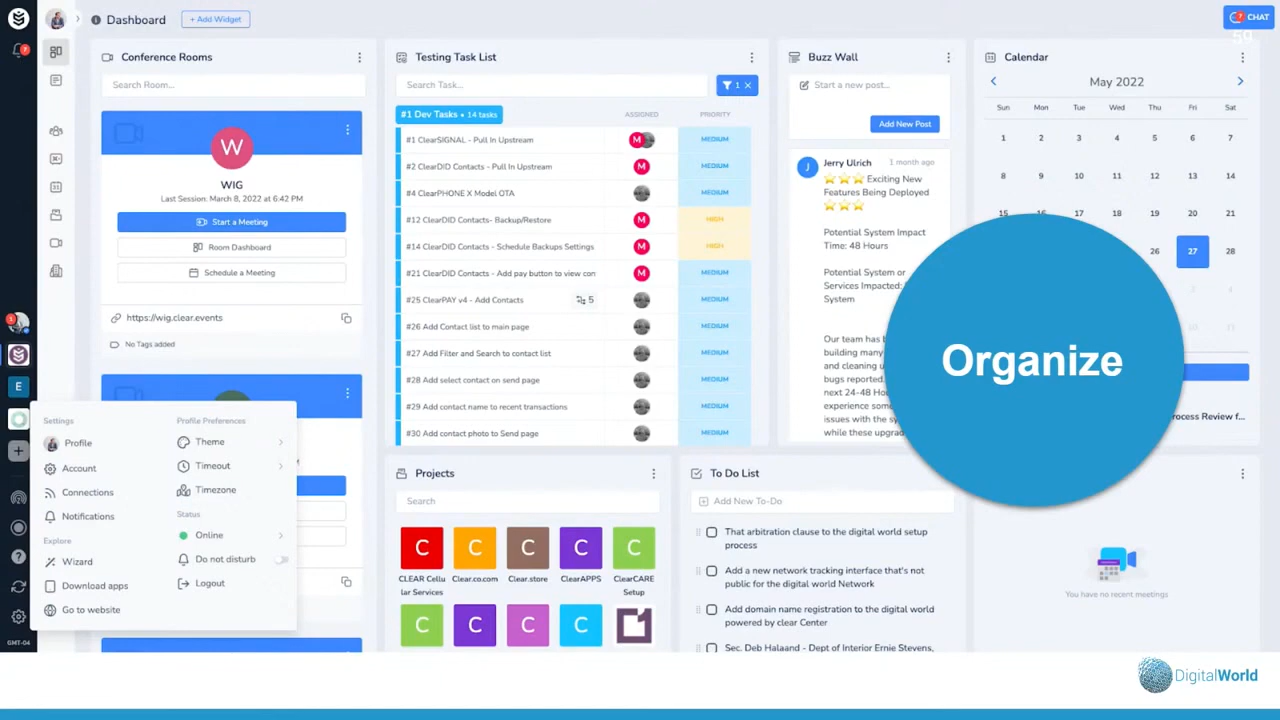 Dashboard
+ Add Widget
7
CHAT
7
Conference Rooms
Search Room...
W
WIG
Last Session: March 8, 2022 at 6:42 PM
Start a Meeting
Room Dashboard
Schedule a Meeting
https://wig.clear.events
No Tags added
Testing Task List
Search Task...
1 ×
#1 Dev Tasks • 14 tasks
ASSIGNED
PRIORITY
#1 ClearSIGNAL - Pull In Upstream
M
MEDIUM
#2 ClearDID Contacts - Pull In Upstream
M
MEDIUM
#4 ClearPHONE X Model OTA
MEDIUM
#12 ClearDID Contacts- Backup/Restore
M
HIGH
#14 ClearDID Contacts - Schedule Backups Settings
M
HIGH
#21 ClearDID Contacts - Add pay button to view con
M
MEDIUM
#25 ClearPAY v4 - Add Contacts
5
MEDIUM
#26 Add Contact list to main page
MEDIUM
#27 Add Filter and Search to contact list
MEDIUM
#28 Add select contact on send page
MEDIUM
#29 Add contact name to recent transactions
MEDIUM
#30 Add contact photo to Send page
MEDIUM
Buzz Wall
Start a new post...
Add New Post
J
Jerry Ulrich
1 month ago
Exciting New
Features Being Deployed
Potential System Impact
Time: 48 Hours
Potential System or
Services Impacted:
System
Our team has b
building many
and cleaning u
bugs reported.
next 24-48 Hour
experience som
issues with the sy
while these upgrad
Calendar
May 2022
Sun Mon Tue Wed Thu Fri Sat
1 2 3 4 5 6 7
8 9 10 11 12 13 14
15 16 17 18 19 20 21
26 27 28
3 4
11
rocess Review f...
Organize
1
E
Settings
Profile
Account
Connections
Notifications
Explore
Wizard
Download apps
Go to website
Profile Preferences
Theme
Timeout
Timezone
Status
Online
Do not disturb
Logout
GMT-04
Projects
Search
C C C C C
CLEAR Cellu
lar Services
Clear.co.com
Clear.store
ClearAPPS
ClearCARE
Setup
C C C C
To Do List
Add New To-Do
That arbitration clause to the digital world setup
process
Add a new network tracking interface that's not
public for the digital world Network
Add domain name registration to the digital world
powered by clear Center
Sec. Deb Halaand - Dept of Interior Ernie Stevens,
You have no recent meetings
DigitalWorld